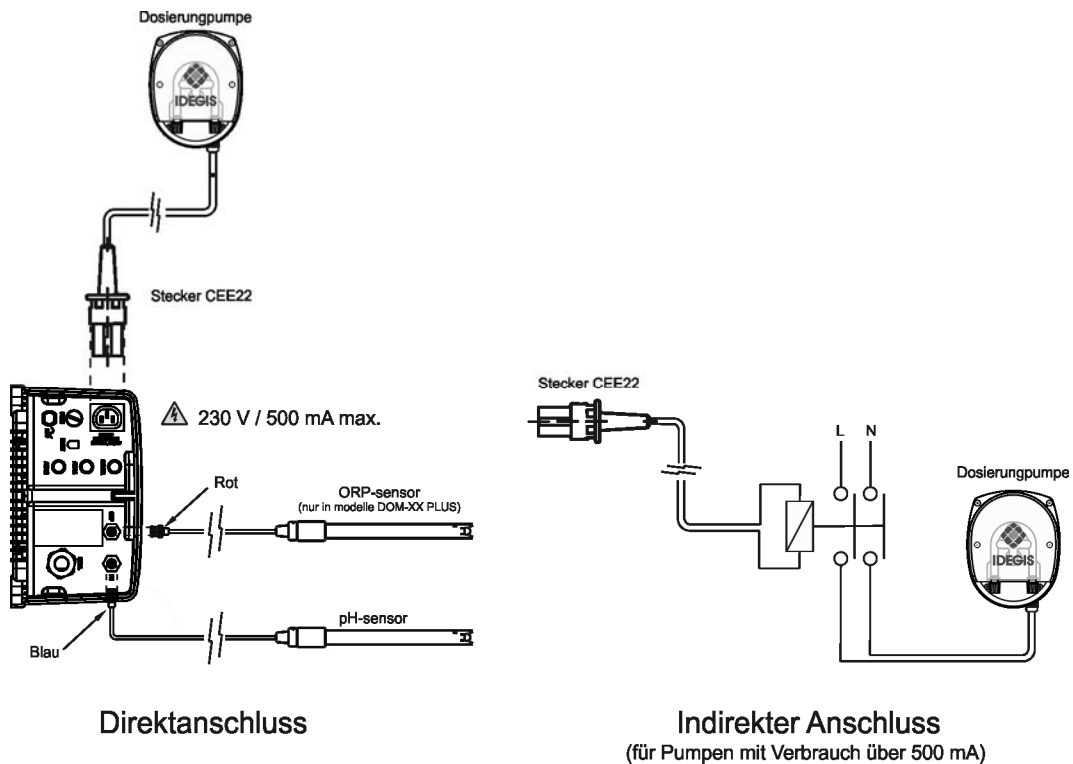 Dosierungpumpe
IDEGIS
Stecker CEE22
230 V / 500 mA max.
Rot
ORP-sensor
(nur in modelle DOM-XX PLUS)
pH-sensor
Blau
Direktanschluss
Stecker CEE22
L N
Dosierungpumpe
IDEGIS
Indirekter Anschluss
(für Pumpen mit Verbrauch über 500 mA)